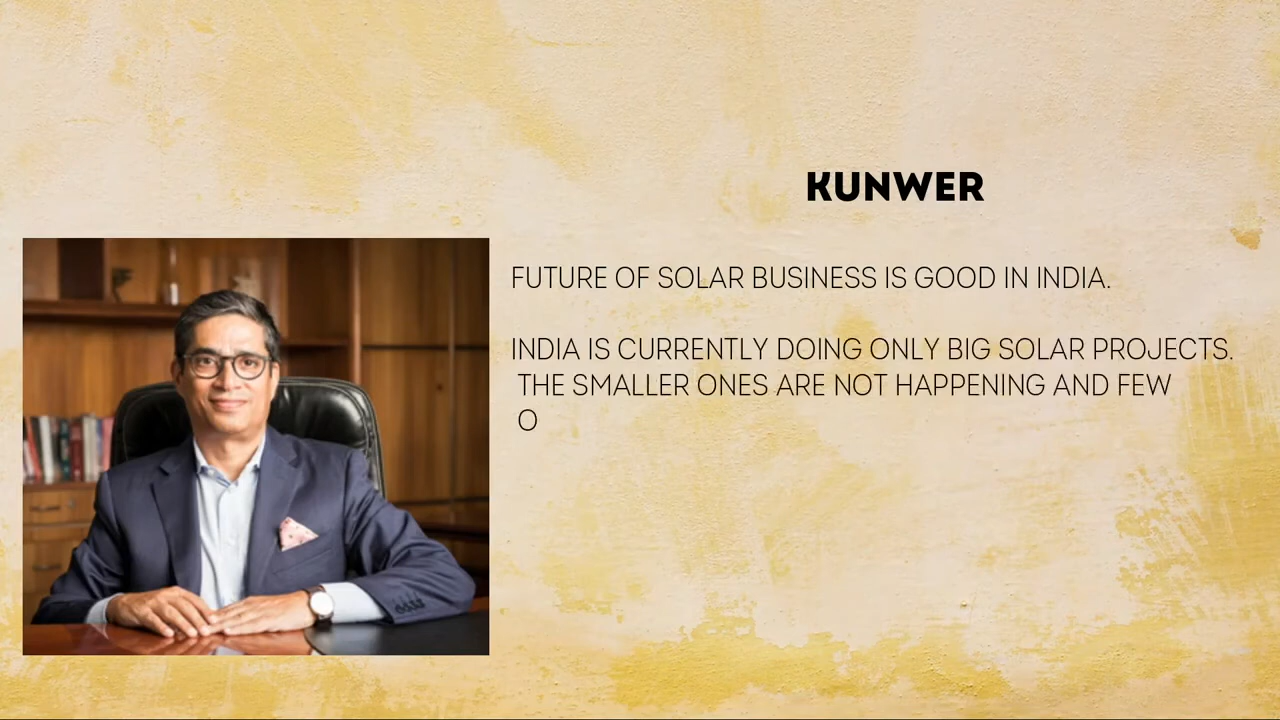 KUNWER
FUTURE OF SOLAR BUSINESS IS GOOD IN INDIA.
INDIA IS CURRENTLY DOING ONLY BIG SOLAR PROJECTS.
THE SMALLER ONES ARE NOT HAPPENING AND FEW
O